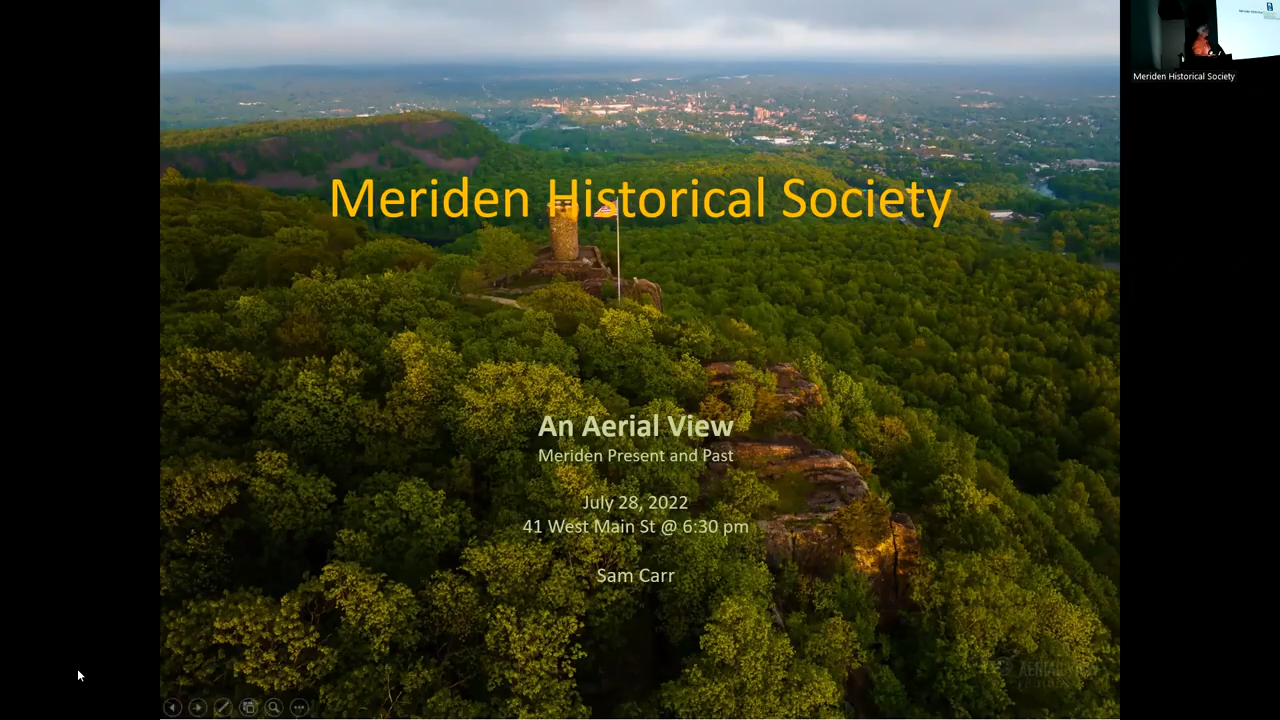 Meriden Historical Society
An Aerial View
Meriden Present and Past
July 28, 2022
41 West Main St @ 6:30 pm
Sam Carr
Meriden Historical Society